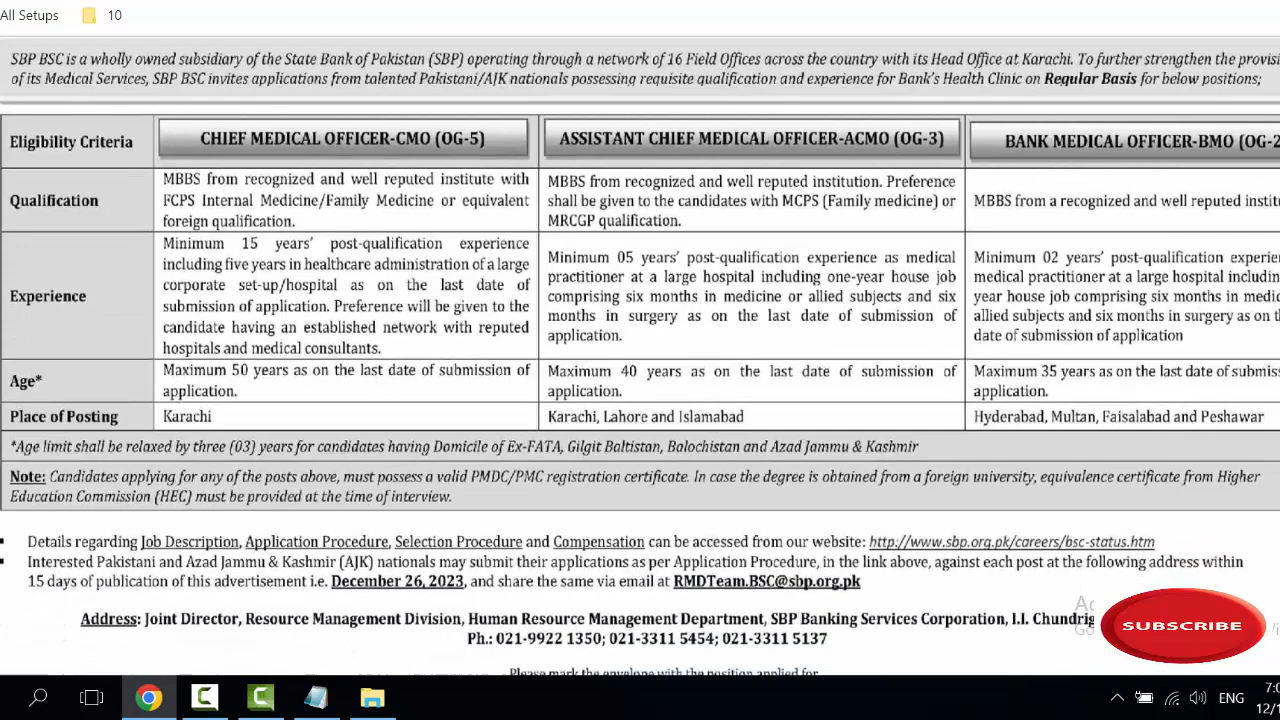 All Setups 10
SBP BSC is a wholly owned subsidiary of the State Bank of Pakistan (SBP) operating through a network of 16 Field Offices across the country with its Head Office at Karachi. To further strengthen the
of its Medical Services, SBP BSC invites applications from talented Pakistani/AJK nationals possessing requisite qualification and experience for Bank's Health Clinic on Regular Basis for below positions;
Eligibility Criteria
CHIEF MEDICAL OFFICER-CMO (OG-5)
ASSISTANT CHIEF MEDICAL OFFICER-ACMO (OG-3)
BANK MEDICAL OFFICER-BMO (OG-2
Qualification
MBBS from recognized and well reputed institute with
FCPS Internal Medicine/Family Medicine or equivalent
foreign qualification.
MBBS from recognized and well reputed institution. Preference
shall be given to the candidates with MCPS (Family medicine) or
MRCGP qualification.
MBBS from a recognized and well reputed
Experience
Minimum 15 years' post-qualification experience
including five years in healthcare administration of a large
corporate set-up/hospital as on the last date of
submission of application. Preference will be given to the
candidate having an established network with reputed
hospitals and medical consultants.
Minimum 05 years' post-qualification experience as medical
practitioner at a large hospital including one-year house job
comprising six months in medicine or allied subjects and six
months in surgery as on the last date of submission of
application.
Minimum 02 years' post-qualification
medical practitioner at a large hospital including
year house job comprising six months in
allied subjects and six months in surgery as on
date of submission of application
Age*
Maximum 50 years as on the last date of submission of
application.
Maximum 40 years as on the last date of submission of
application.
Maximum 35 years as on the last date of
application.
Place of Posting
Karachi
Karachi, Lahore and Islamabad
Hyderabad, Multan, Faisalabad and Peshawar
*Age limit shall be relaxed by three (03) years for candidates having Domicile of Ex-FATA, Gilgit Baltistan, Balochistan and Azad Jammu & Kashmir
Note: Candidates applying for any of the posts above, must possess a valid PMDC/PMC registration certificate. In case the degree is obtained from a foreign university, equivalence certificate from Higher
Education Commission (HEC) must be provided at the time of interview.
Details regarding Job Description, Application Procedure, Selection Procedure and Compensation can be accessed from our website: http://www.sbp.org.pk/careers/bsc-status.htm
Interested Pakistani and Azad Jammu & Kashmir (AJK) nationals may submit their applications as per Application Procedure, in the link above, against each post at the following address within
15 days of publication of this advertisement i.e. December 26, 2023, and share the same via email at RMDTeam.BSC@sbp.org.pk
Address: Joint Director, Resource Management Division, Human Resource Management Department, SBP Banking Services Corporation, I.I.
Ph.: 021-9922 1350; 021-3311 5454; 021-3311 5137
SUBSCRIBE
Please mark the envelope with the position applied for
ENG